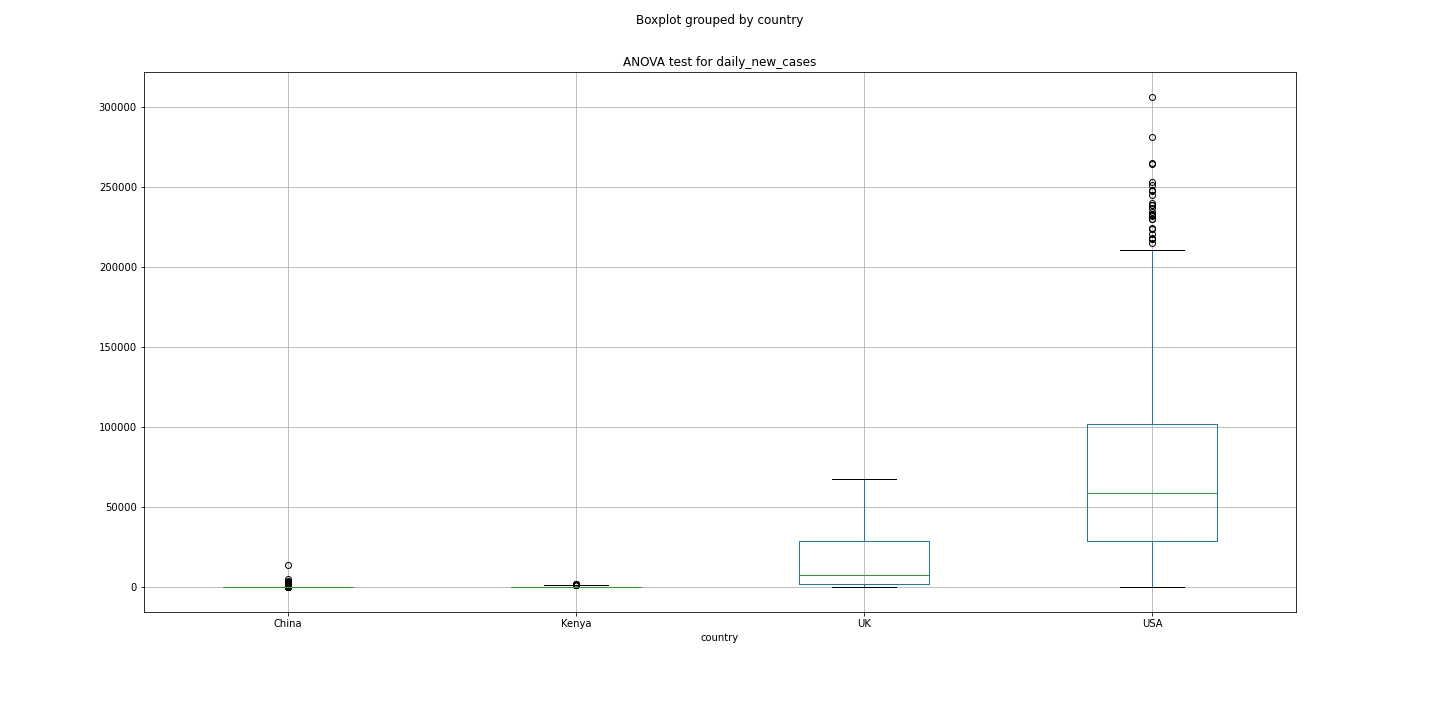 Boxplot grouped by country
ANOVA test for daily_new_cases
300000
250000
200000
150000
100000
50000
0
China Kenya UK USA
country